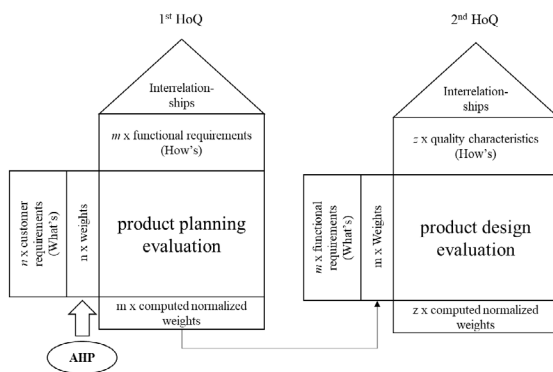 1st HoQ
Interrelation-
ships
m x functional requirements
(How's)
n x customer
requirements
(What's)
n x weights
product planning
evaluation
m x computed normalized
weights
AHP
2nd HoQ
Interrelation-
ships
z x quality characteristics
(How's)
m x functional
requirements
(What's)
m x Weights
product design
evaluation
z x computed normalized
weights